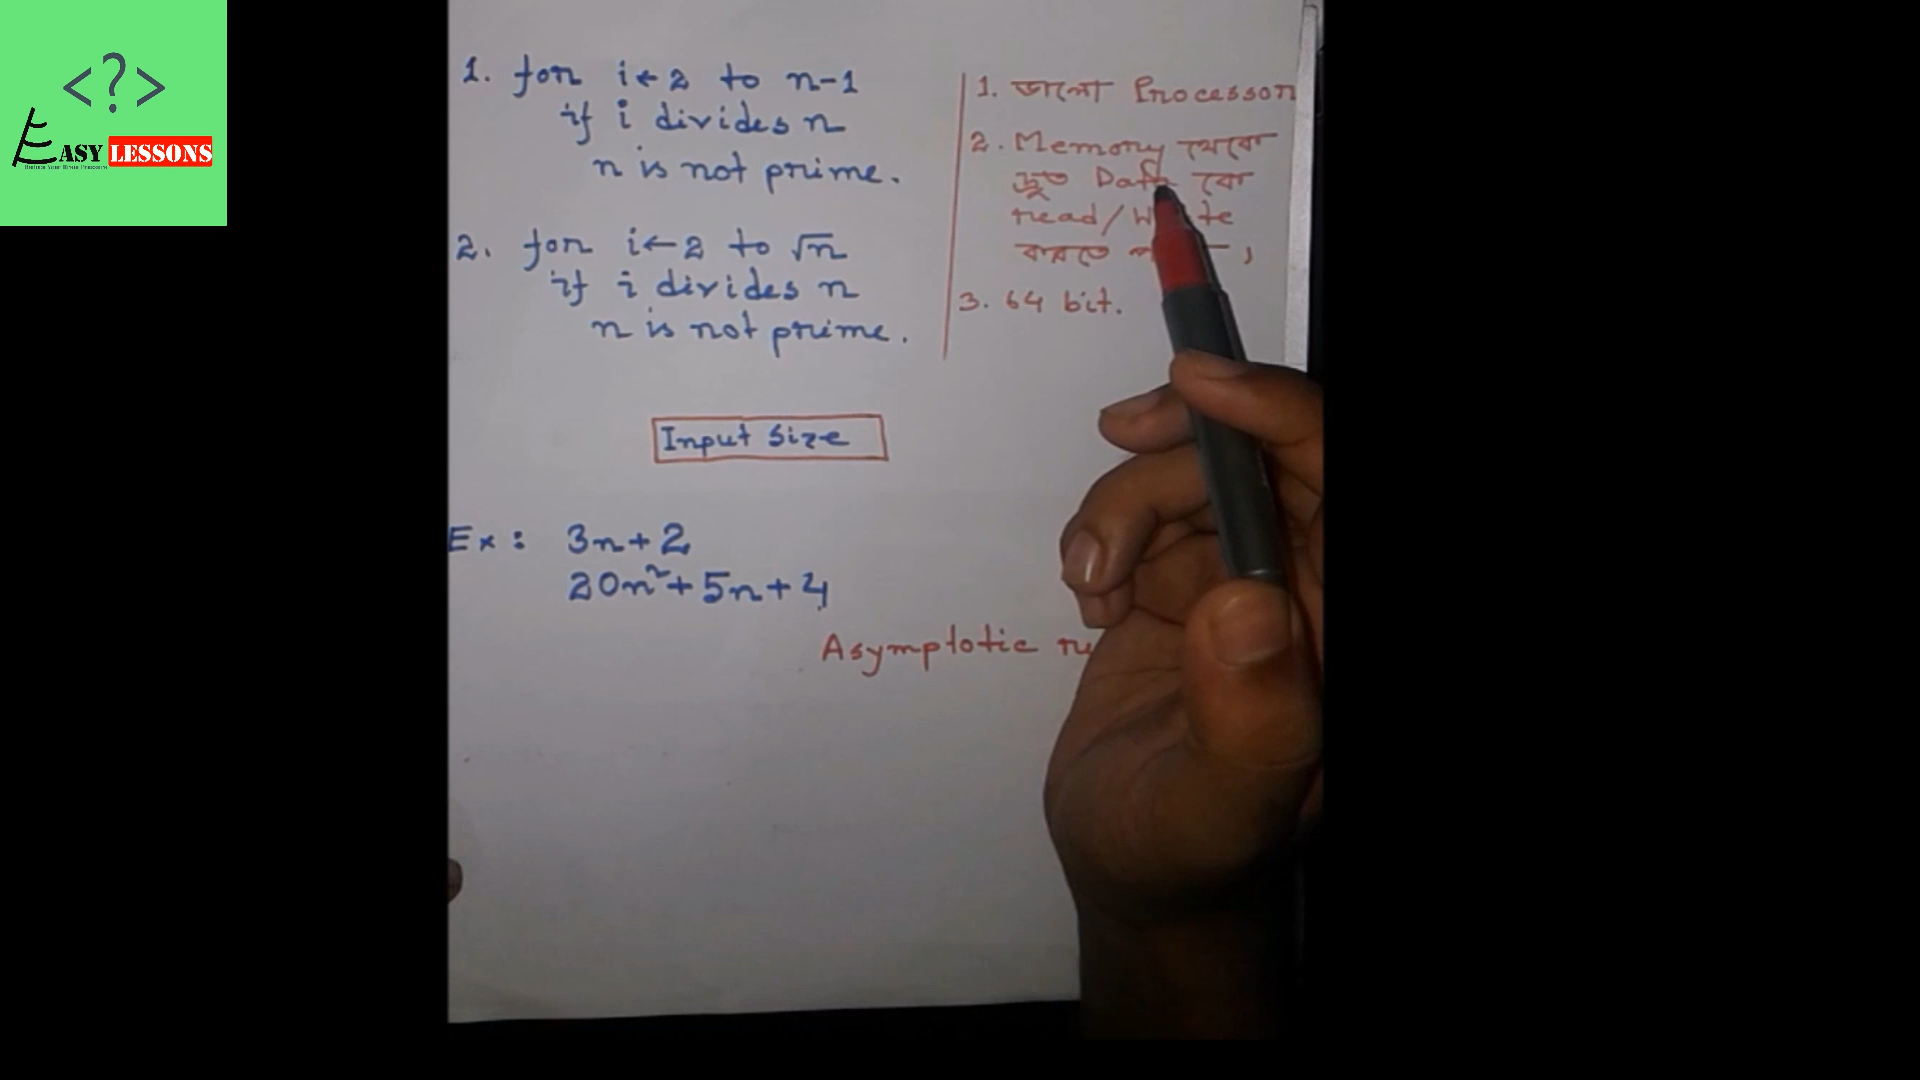 <?>
EASY LESSONS
1. for i ← 2 to n-1
if i divides n
n is not prime.
2. for i ← 2 to √n
if i divides n
n is not prime.
1. ভালো Processor
2. Memory থেকে
দ্রুত Data কে
read/Write
করতে
3. 64 bit.
Input Size
Ex: 3n+2
20n²+5n+4
Asymptotic